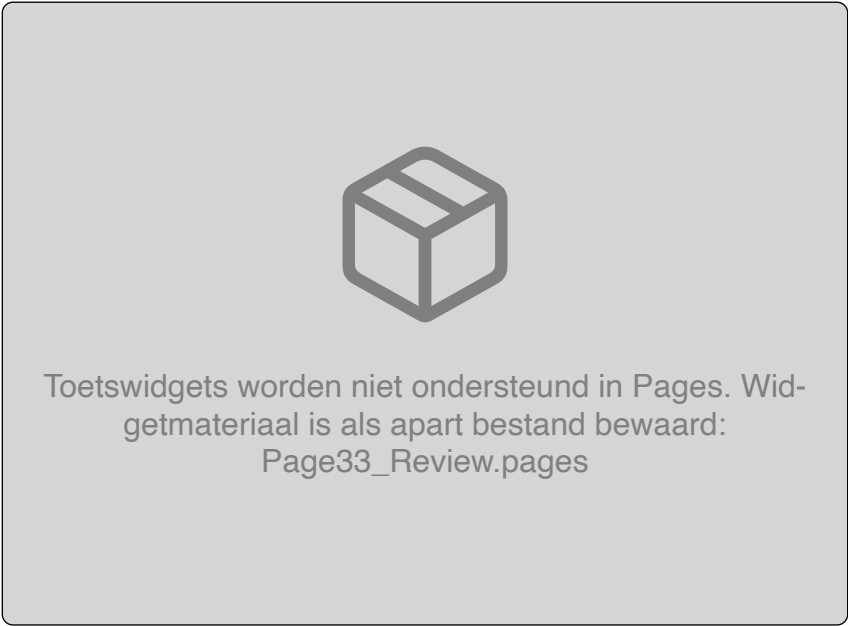 Toetswidgets worden niet ondersteund in Pages. Wid-
getmateriaal is als apart bestand bewaard:
Page33_Review.pages